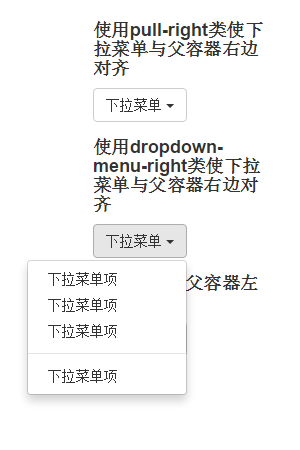 使用pull-right类使下
拉菜单与父容器右边
对齐
下拉菜单
使用dropdown-
menu-right类使下拉
菜单与父容器右边对
齐
下拉菜单
父容器左
下拉菜单项
下拉菜单项
下拉菜单项
下拉菜单项